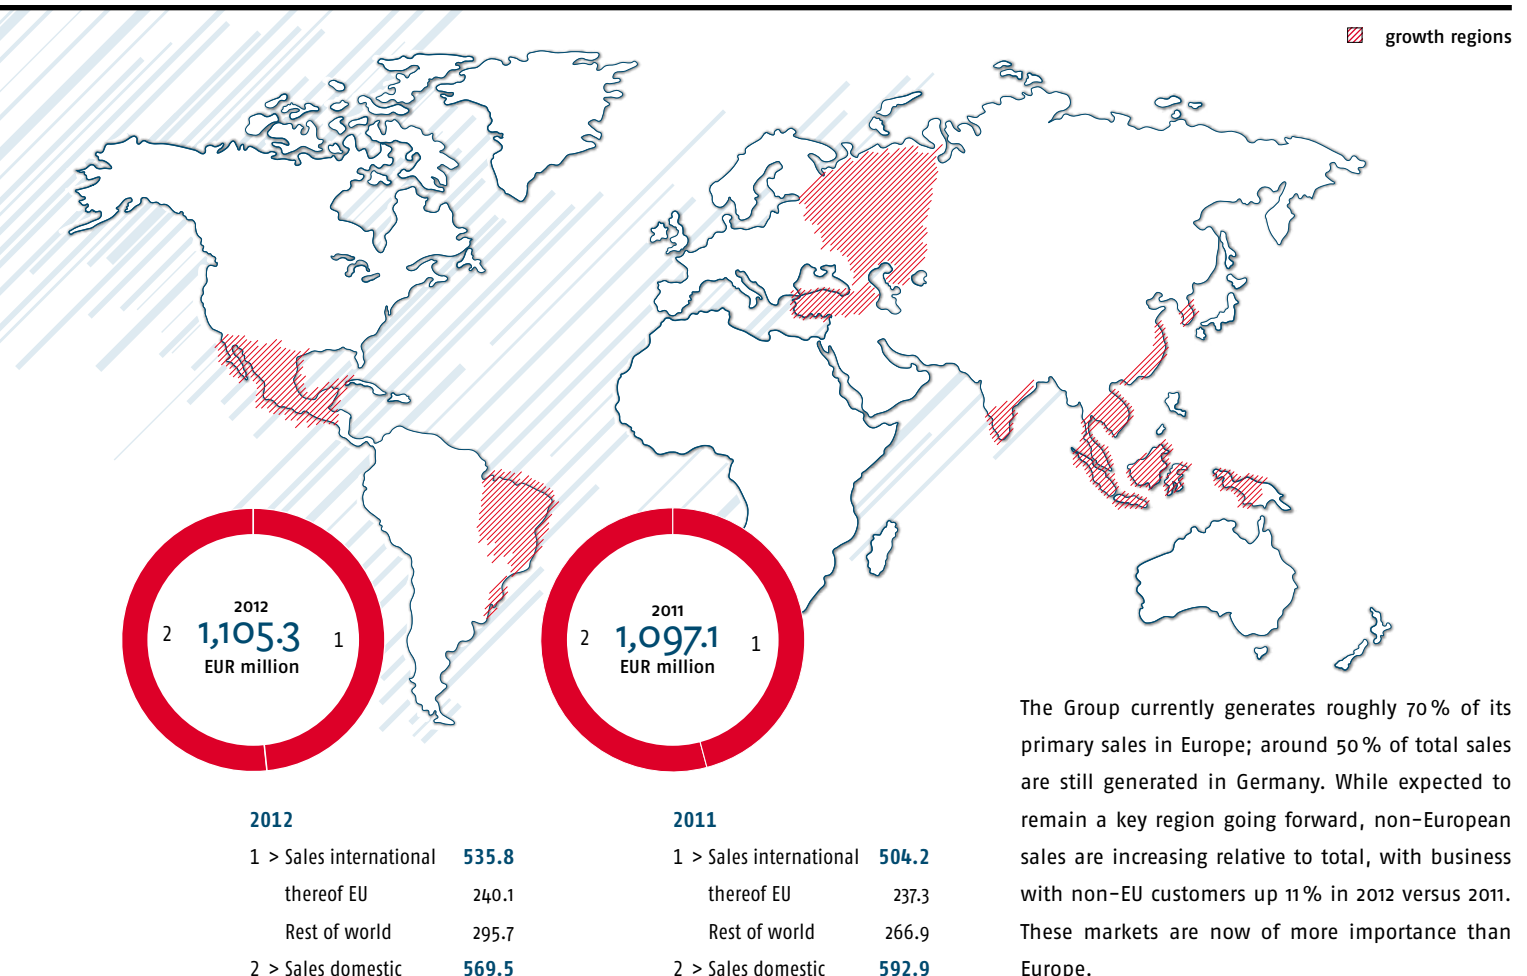 growth regions
2012
1,105.3
EUR million
2
1
2011
1,097.1
EUR million
2
1
2012
1 > Sales international 535.8
thereof EU 240.1
Rest of world 295.7
2 > Sales domestic 569.5
2011
1 > Sales international 504.2
thereof EU 237.3
Rest of world 266.9
2 > Sales domestic 592.9
The Group currently generates roughly 70 % of its
primary sales in Europe; around 50 % of total sales
are still generated in Germany. While expected to
remain a key region going forward, non-European
sales are increasing relative to total, with business
with non-EU customers up 11 % in 2012 versus 2011.
These markets are now of more importance than
Europe.